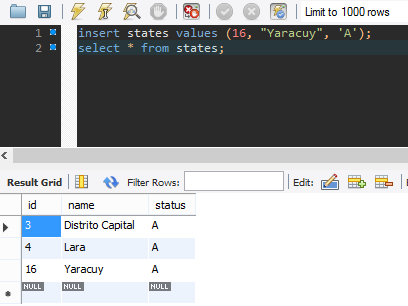 Limit to 1000 rows
1 insert states values (16, "Yaracuy", 'A');
2 select * from states;
Result Grid Filter Rows: Edit:
id name status
3 Distrito Capital A
4 Lara A
16 Yaracuy A
NULL NULL NULL